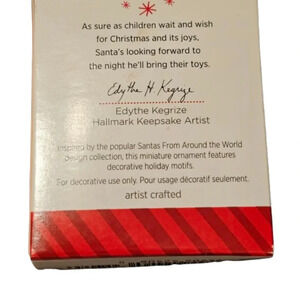 As sure as children wait and wish
for Christmas and its joys,
Santa's looking forward to
the night he'll bring their toys.
Edythe H. Kegrize
Edythe Kegrize
Hallmark Keepsake Artist
Inspired by the popular Santas From Around the World
design collection, this miniature ornament features
decorative holiday motifs.
For decorative use only. Pour usage décoratif seulement.
artist crafted